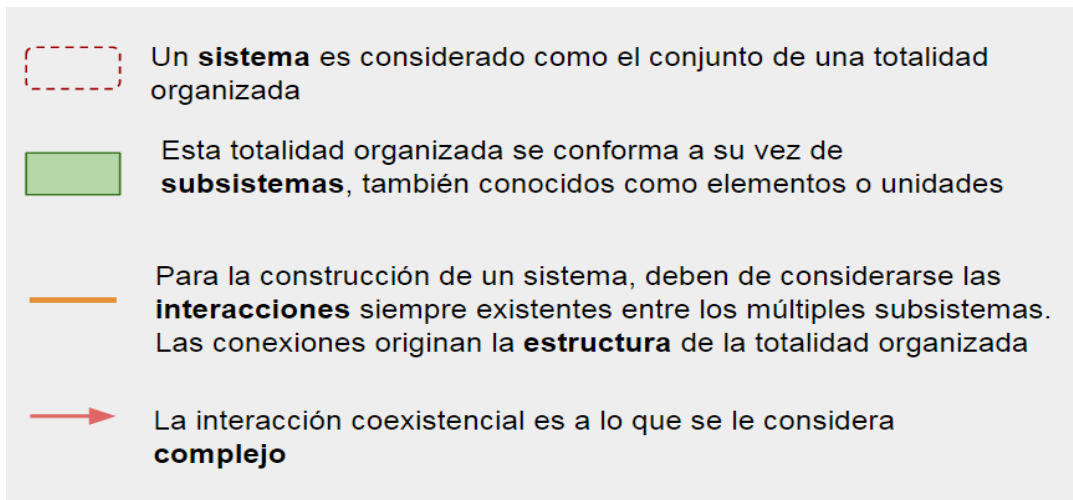 Un sistema es considerado como el conjunto de una totalidad
organizada
Esta totalidad organizada se conforma a su vez de
subsistemas, también conocidos como elementos o unidades
Para la construcción de un sistema, deben de considerarse las
interacciones siempre existentes entre los múltiples subsistemas.
Las conexiones originan la estructura de la totalidad organizada
La interacción coexistencial es a lo que se le considera
complejo